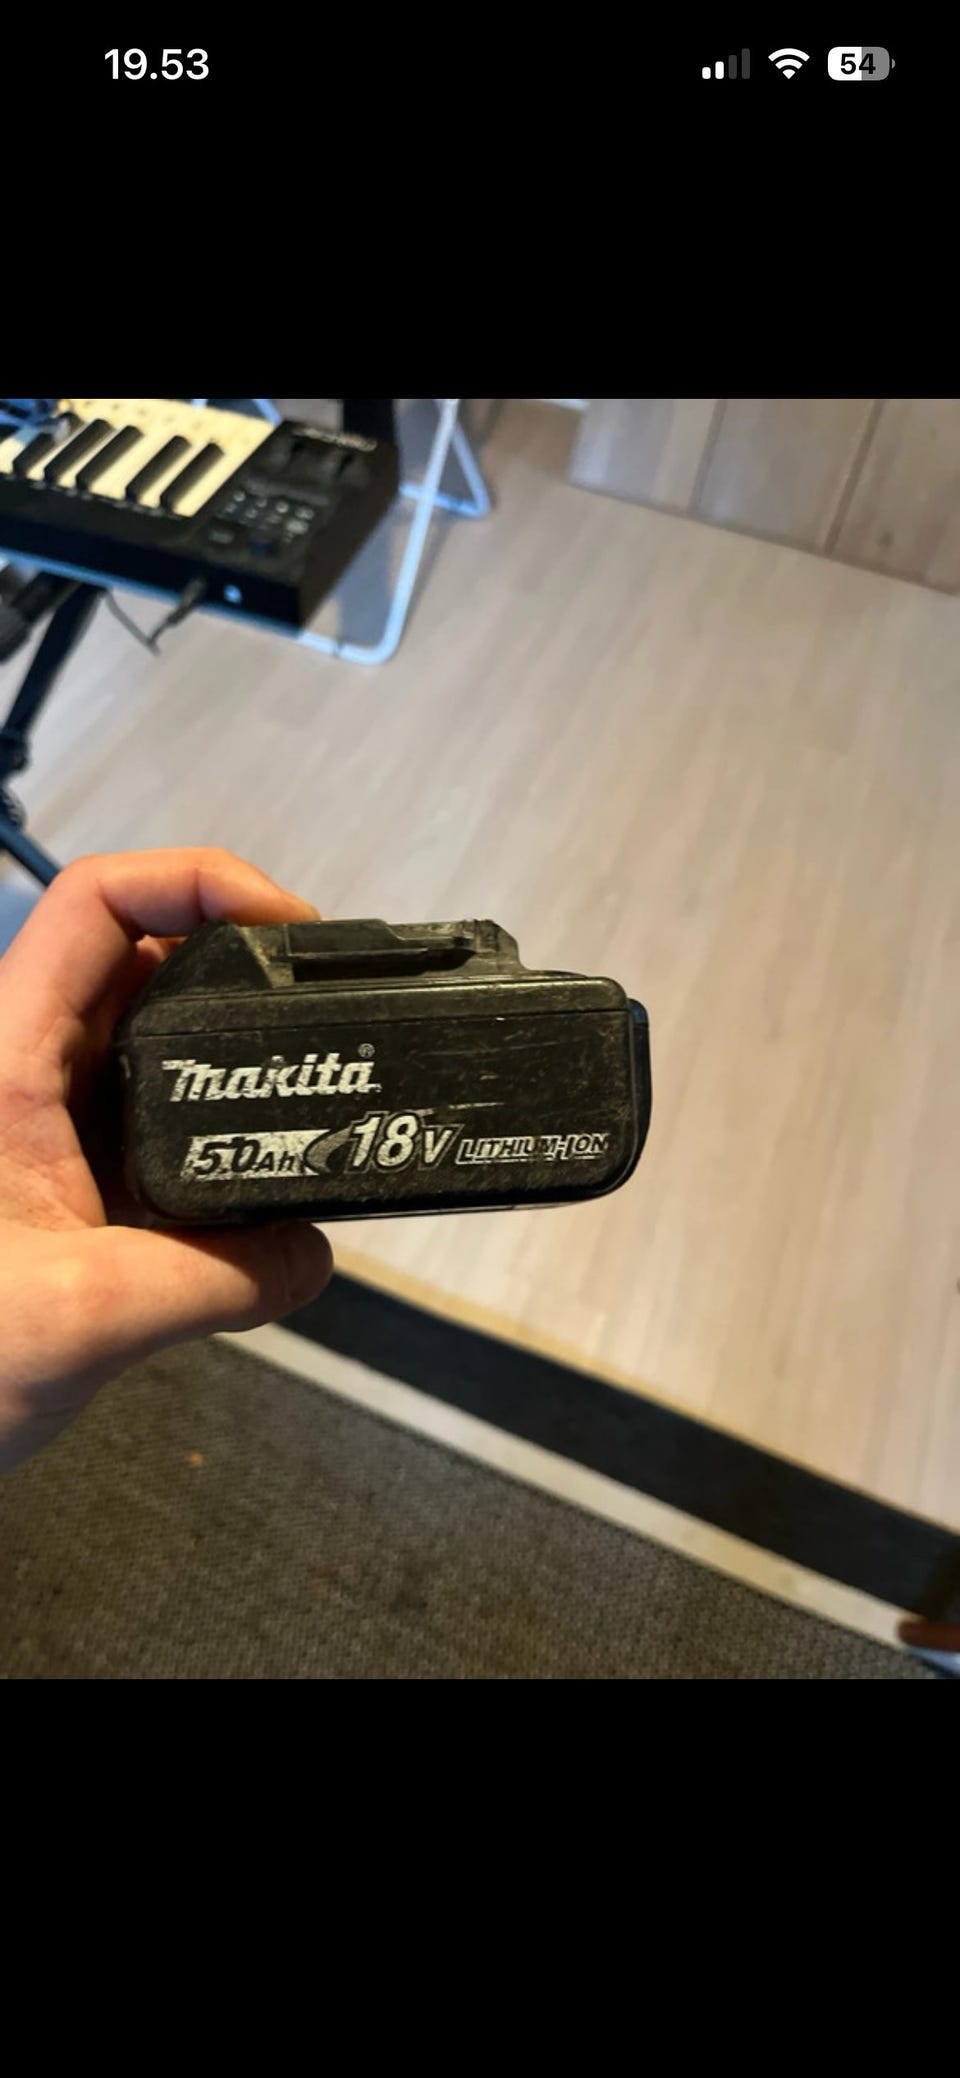 19.53
54
makita®
5.0Ah 18V LITHIUM-ION